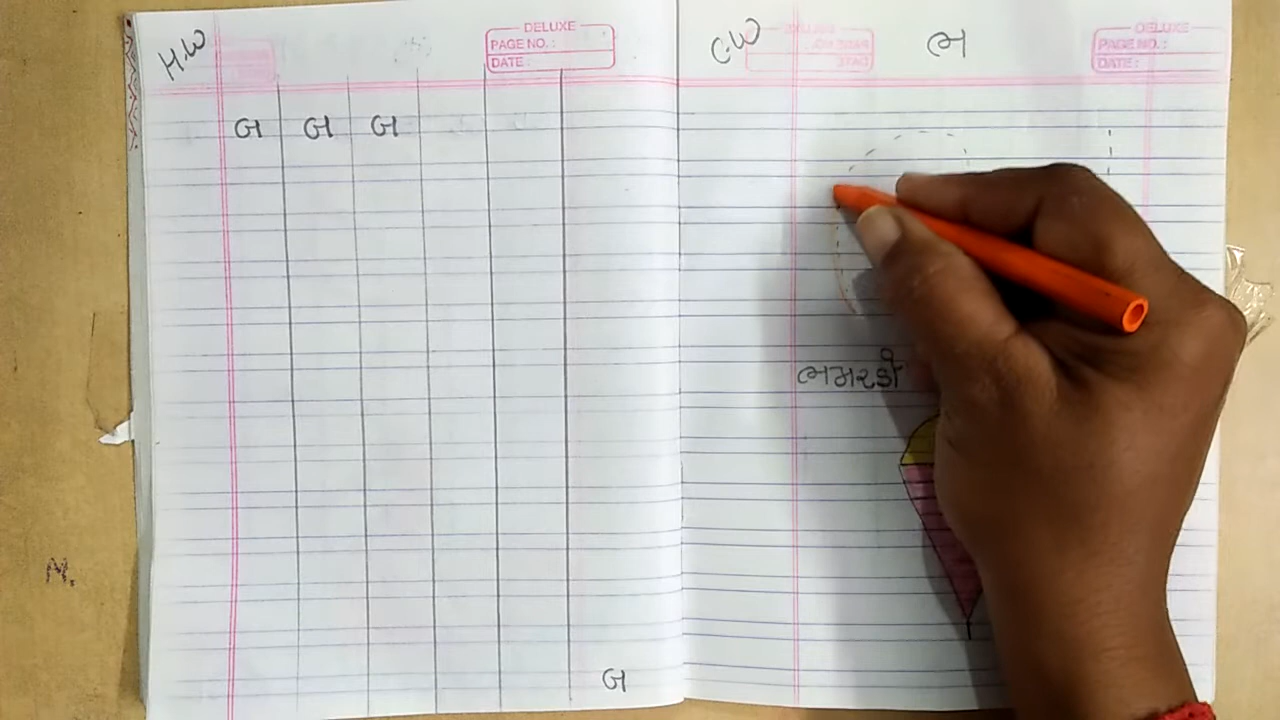 H.W
DELUXE
PAGE NO. :
DATE :
બ બ બ
બ
C.W
ભ
DELUXE
PAGE NO. :
DATE :
ભમરડો
M.